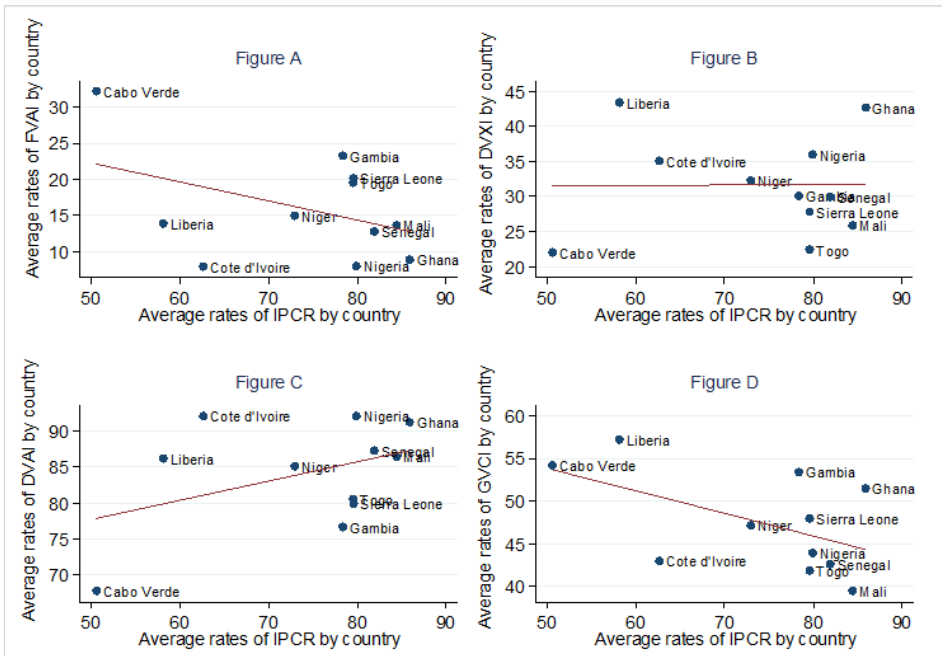 Figure A
Average rates of FVAI by country
30
25
20
15
10
Cabo Verde
Gambia
Sierra Leone
Togo
Liberia
Niger
Mali
Senegal
Cote d'Ivoire
Nigeria
Ghana
50 60 70 80 90
Average rates of IPCR by country
Figure B
Average rates of DVXI by country
45
40
35
30
25
20
Liberia
Ghana
Cote d'Ivoire
Nigeria
Niger
Gambia
Senegal
Sierra Leone
Mali
Cabo Verde
Togo
50 60 70 80 90
Average rates of IPCR by country
Figure C
Average rates of DVAI by country
90
85
80
75
70
Cote d'Ivoire
Nigeria
Ghana
Liberia
Senegal
Mali
Niger
Togo
Sierra Leone
Gambia
Cabo Verde
50 60 70 80 90
Average rates of IPCR by country
Figure D
Average rates of GVCI by country
60
55
50
45
40
Liberia
Cabo Verde
Gambia
Ghana
Sierra Leone
Niger
Nigeria
Cote d'Ivoire
Senegal
Togo
Mali
50 60 70 80 90
Average rates of IPCR by country